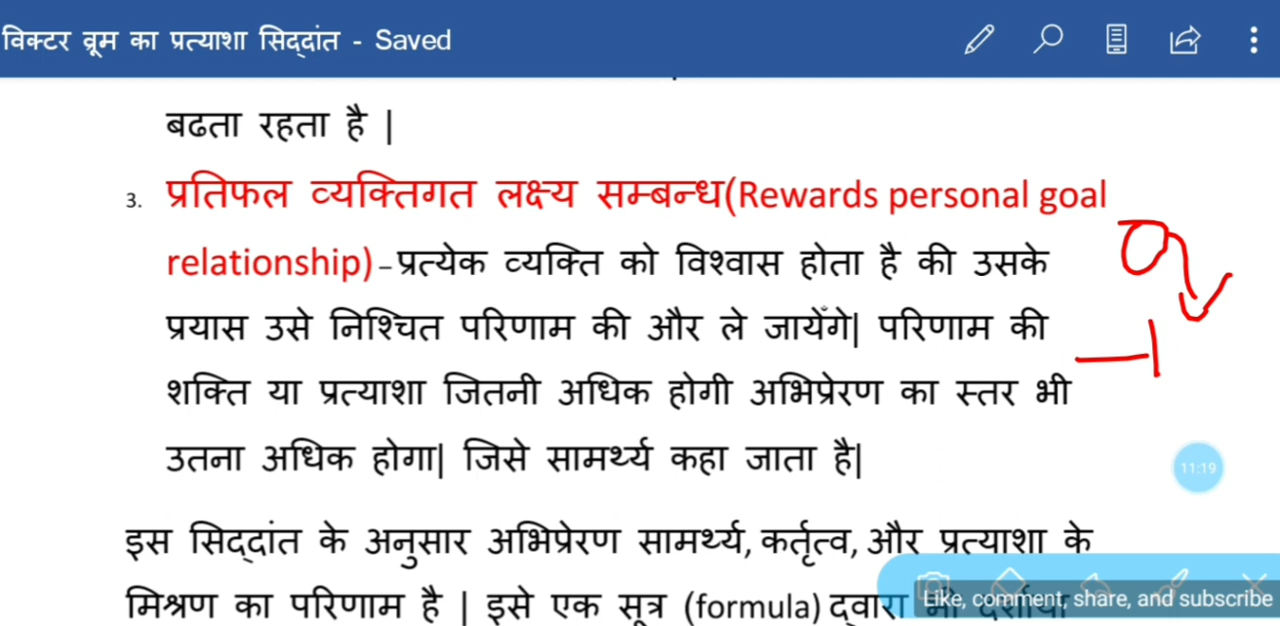 विक्टर व्रूम का प्रत्याशा सिद्दांत - Saved
बढता रहता है |
3. प्रतिफल व्यक्तिगत लक्ष्य सम्बन्ध(Rewards personal goal
relationship) – प्रत्येक व्यक्ति को विश्वास होता है की उसके
प्रयास उसे निश्चित परिणाम की और ले जायेँगे| परिणाम की
शक्ति या प्रत्याशा जितनी अधिक होगी अभिप्रेरण का स्तर भी
उतना अधिक होगा| जिसे सामर्थ्य कहा जाता है|
11:19
इस सिद्दांत के अनुसार अभिप्रेरण सामर्थ्य, कर्तृत्व, और प्रत्याशा के
मिश्रण का परिणाम है | इसे एक सूत्र (formula) द्वारा
Like, comment, share, and subscribe